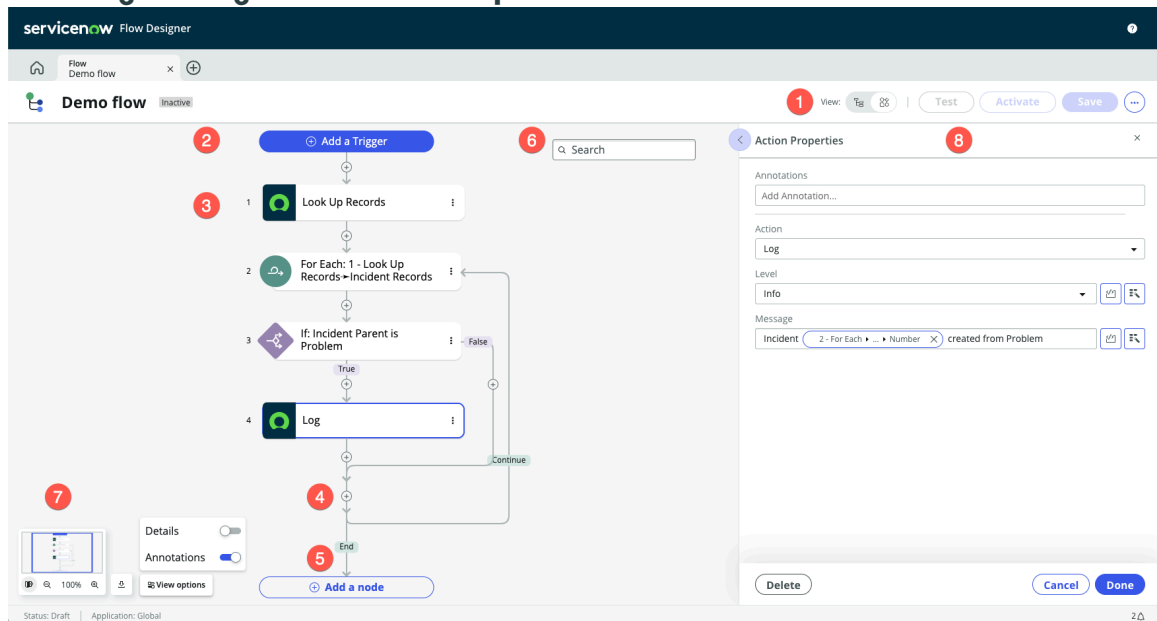 servicenow Flow Designer
Flow
Demo flow
Demo flow Inactive
1 View: Test Activate Save
2 Add a Trigger
6 Search
Action Properties 8
3 1 Look Up Records
Annotations
Add Annotation...
Action
Log
2 For Each: 1 - Look Up
Records➛Incident Records
Level
Info
3 If: Incident Parent is
Problem
False
True
Message
Incident 2 - For Each ▸ ... ▸ Number created from Problem
4 Log
Continue
4
7
Details
Annotations
End
5
100%
View options
Add a node
Delete Cancel Done
Status: Draft Application: Global 2